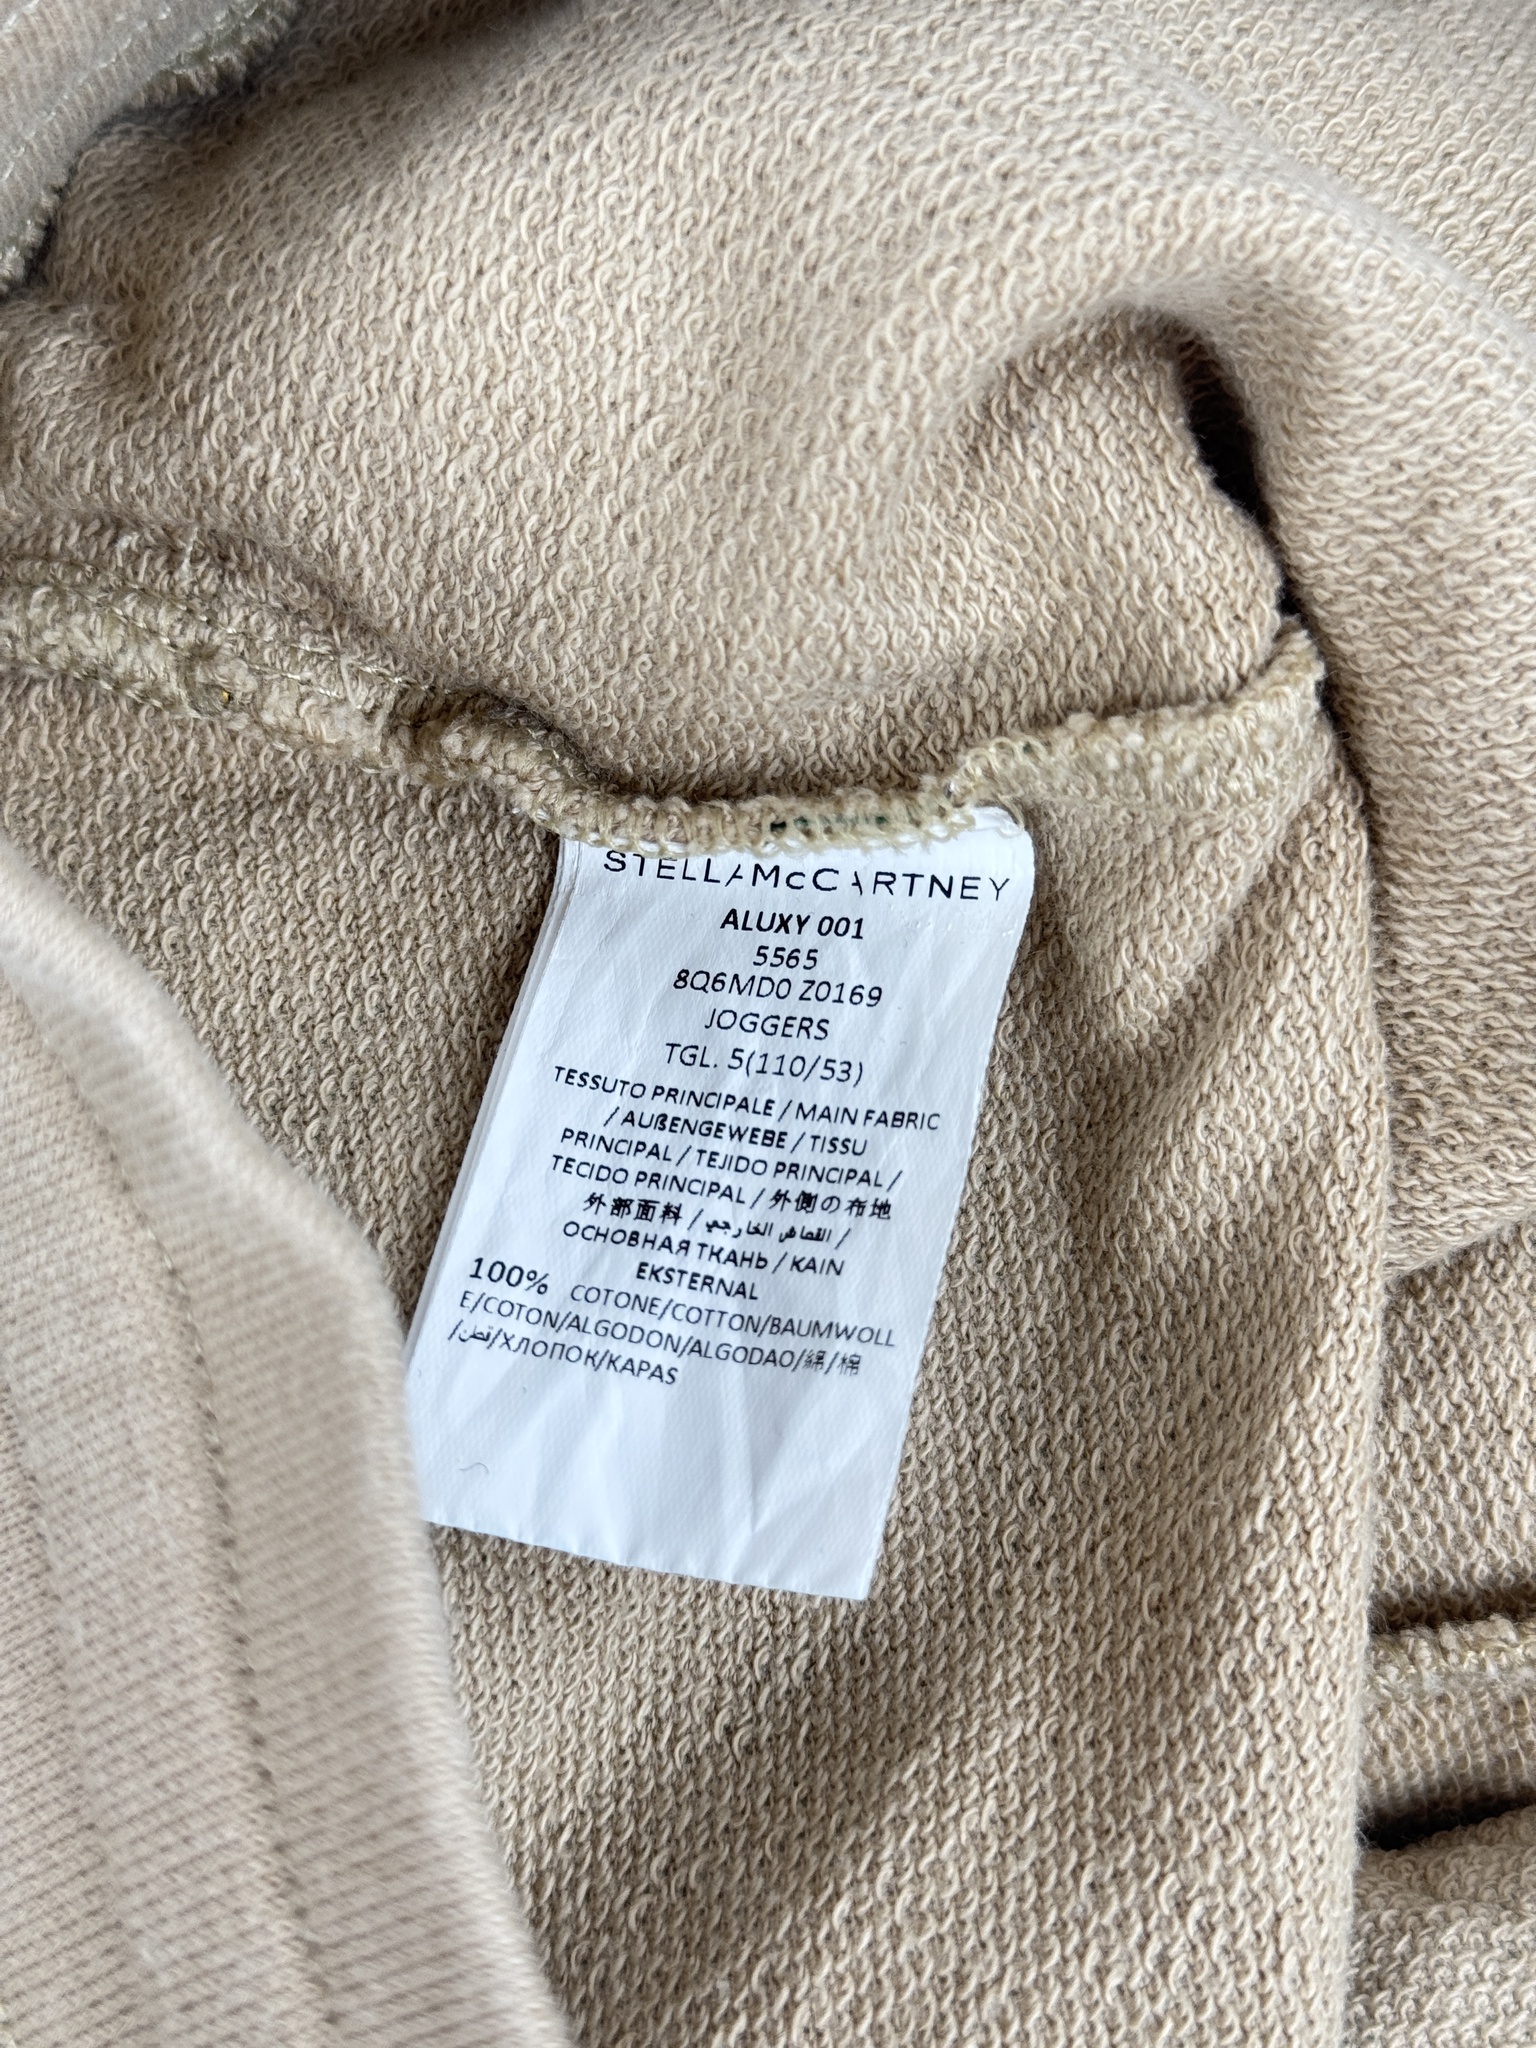 STELLA McCARTNEY
ALUXY 001
5565
8Q6MD0 Z0169
JOGGERS
TGL. 5(110/53)
TESSUTO PRINCIPALE / MAIN FABRIC
/ AUßENGEWEBE / TISSU
PRINCIPAL / TEJIDO PRINCIPAL /
TECIDO PRINCIPAL / 外側の布地
外部面料 / القماش الخارجي /
ОСНОВНАЯ ТКАНЬ / KAIN
EKSTERNAL
100% COTONE/COTTON/BAUMWOLL
E/COTON/ALGODON/ALGODAO/綿/棉
/قطن/ХЛОПОК/KAPAS